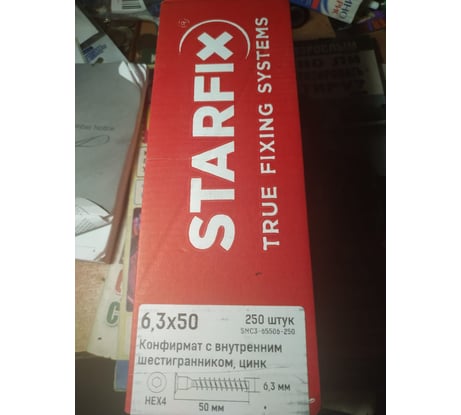 STARFIX
TRUE FIXING SYSTEMS
6,3x50
250 штук
SMC3-65506-250
Конфирмат с внутренним
шестигранником, цинк
6,3 мм
HEX4
50 мм